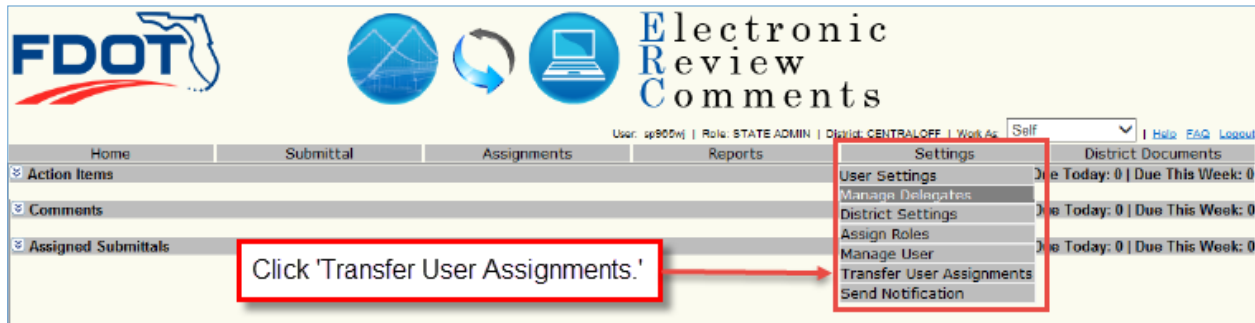 FDOT
Electronic
Review
Comments
User: sp965wj | Role: STATE ADMIN | District: CENTRALOFF | Work As: Self | Help FAQ Logout
Home Submittal Assignments Reports Settings District Documents
Action Items Due Today: 0 | Due This Week: 0
User Settings
Manage Delegates
Comments Due Today: 0 | Due This Week: 0
District Settings
Assign Roles
Assigned Submittals Due Today: 0 | Due This Week: 0
Manage User
Click 'Transfer User Assignments.'
Transfer User Assignments
Send Notification